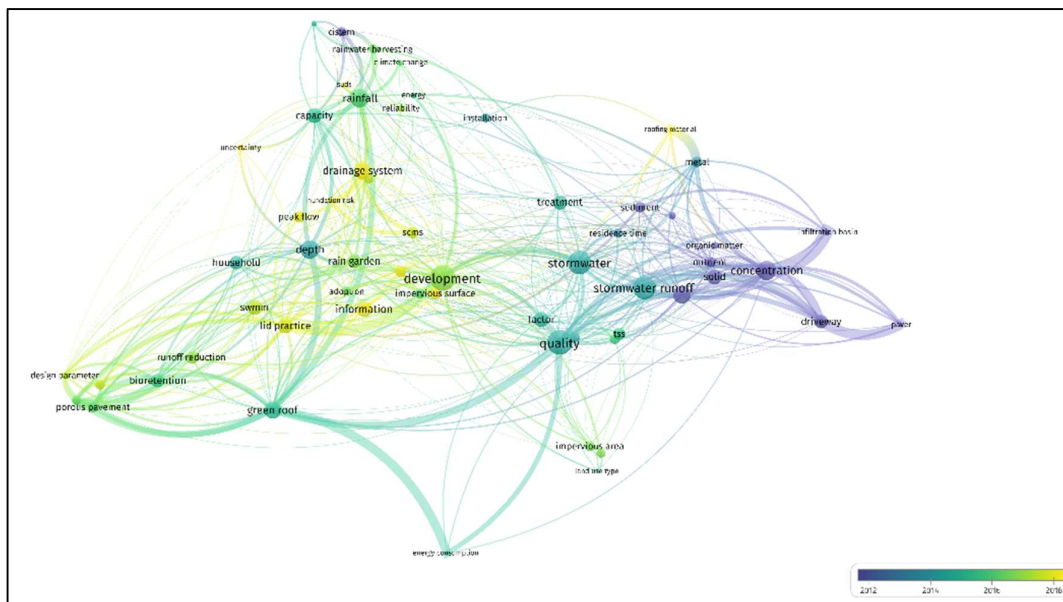 cistern
rainwater harvesting
climate change
suds
rainfall
energy
reliability
capacity
installation
roofing material
uncertainty
metal
drainage system
inundation risk
treatment
sediment
peak flow
residence time
infiltration basin
scms
organic matter
depth
nutrient
household
rain garden
stormwater
concentration
solid
development
stormwater runoff
adoption
impervious surface
swmm
information
factor
driveway
paver
lid practice
tss
quality
runoff reduction
design parameter
bioretention
porous pavement
green roof
impervious area
land use type
energy consumption
2012 2014 2016 2018